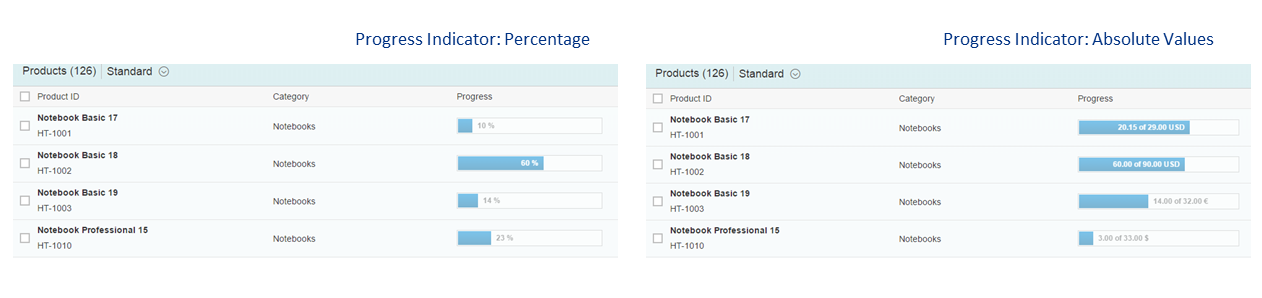 Progress Indicator: Percentage
Products (126) Standard
Product ID Category Progress
Notebook Basic 17
HT-1001 Notebooks 10 %
Notebook Basic 18
HT-1002 Notebooks 60 %
Notebook Basic 19
HT-1003 Notebooks 14 %
Notebook Professional 15
HT-1010 Notebooks 23 %
Progress Indicator: Absolute Values
Products (126) Standard
Product ID Category Progress
Notebook Basic 17
HT-1001 Notebooks 20.15 of 29.00 USD
Notebook Basic 18
HT-1002 Notebooks 60.00 of 90.00 USD
Notebook Basic 19
HT-1003 Notebooks 14.00 of 32.00 €
Notebook Professional 15
HT-1010 Notebooks 3.00 of 33.00 $